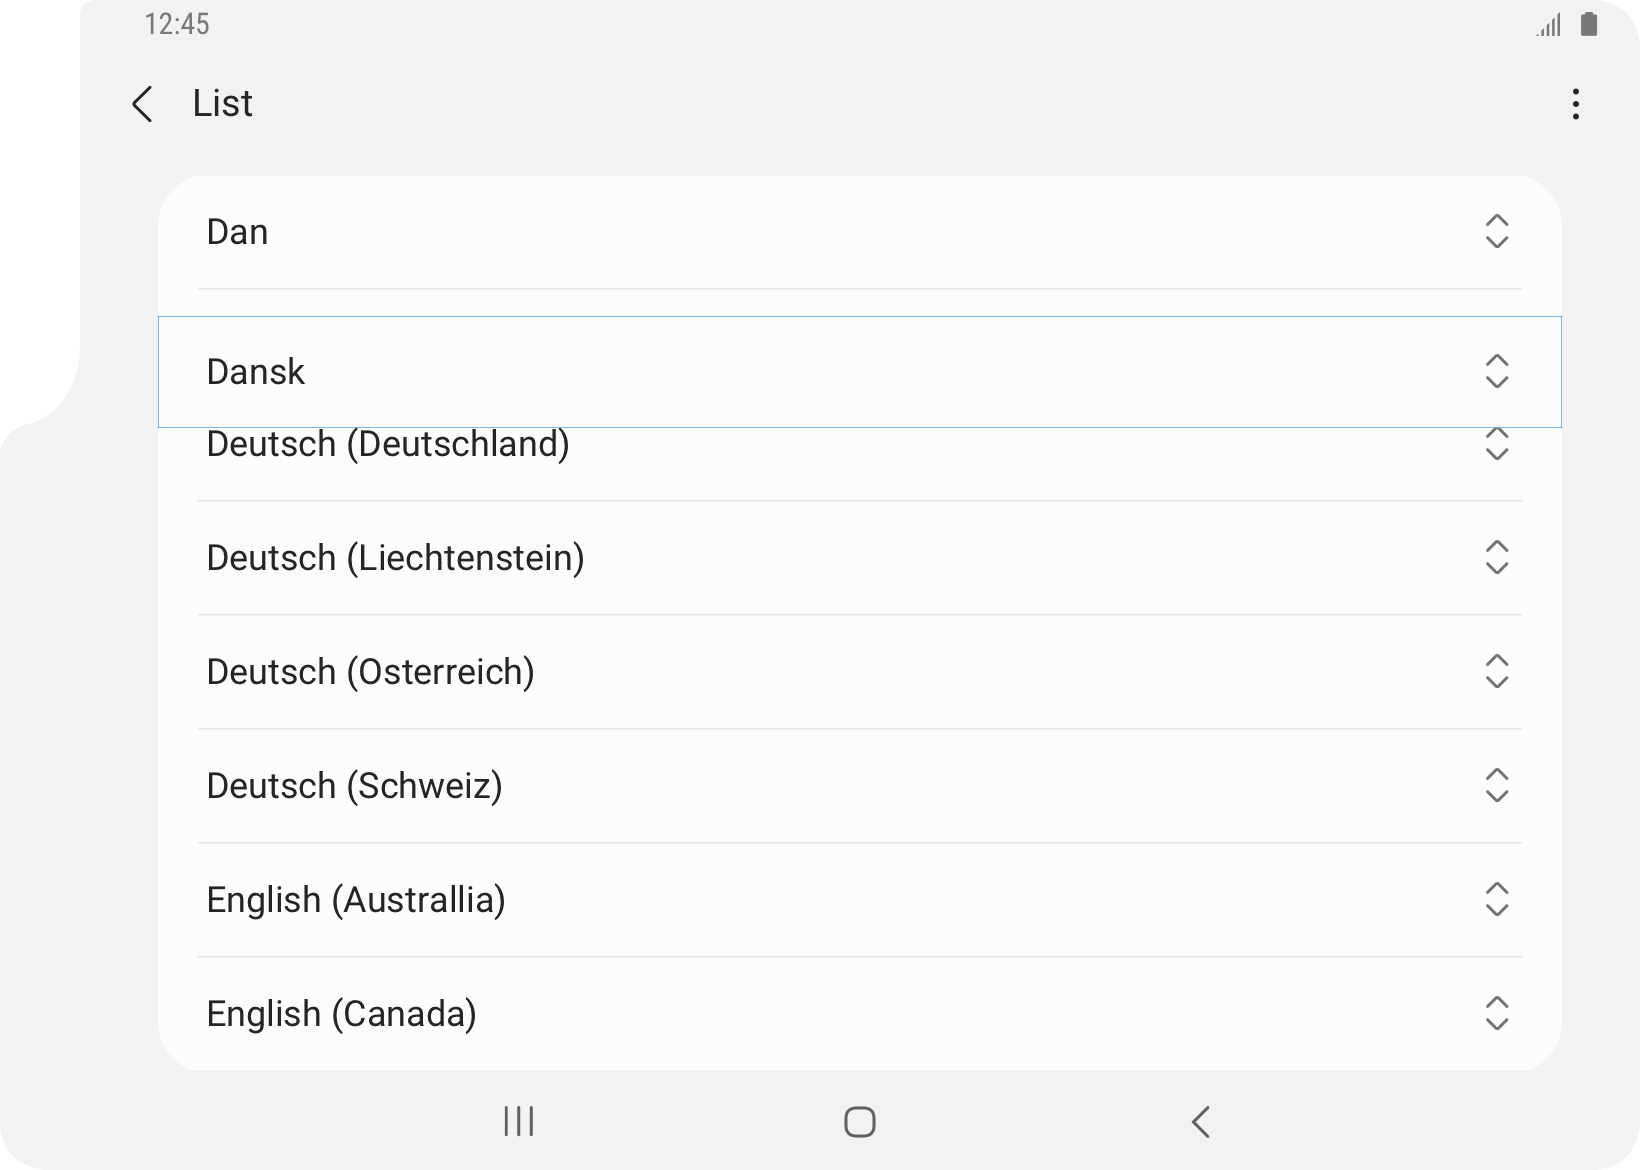 12:45
List
Dan
Dansk
Deutsch (Deutschland)
Deutsch (Liechtenstein)
Deutsch (Osterreich)
Deutsch (Schweiz)
English (Australlia)
English (Canada)